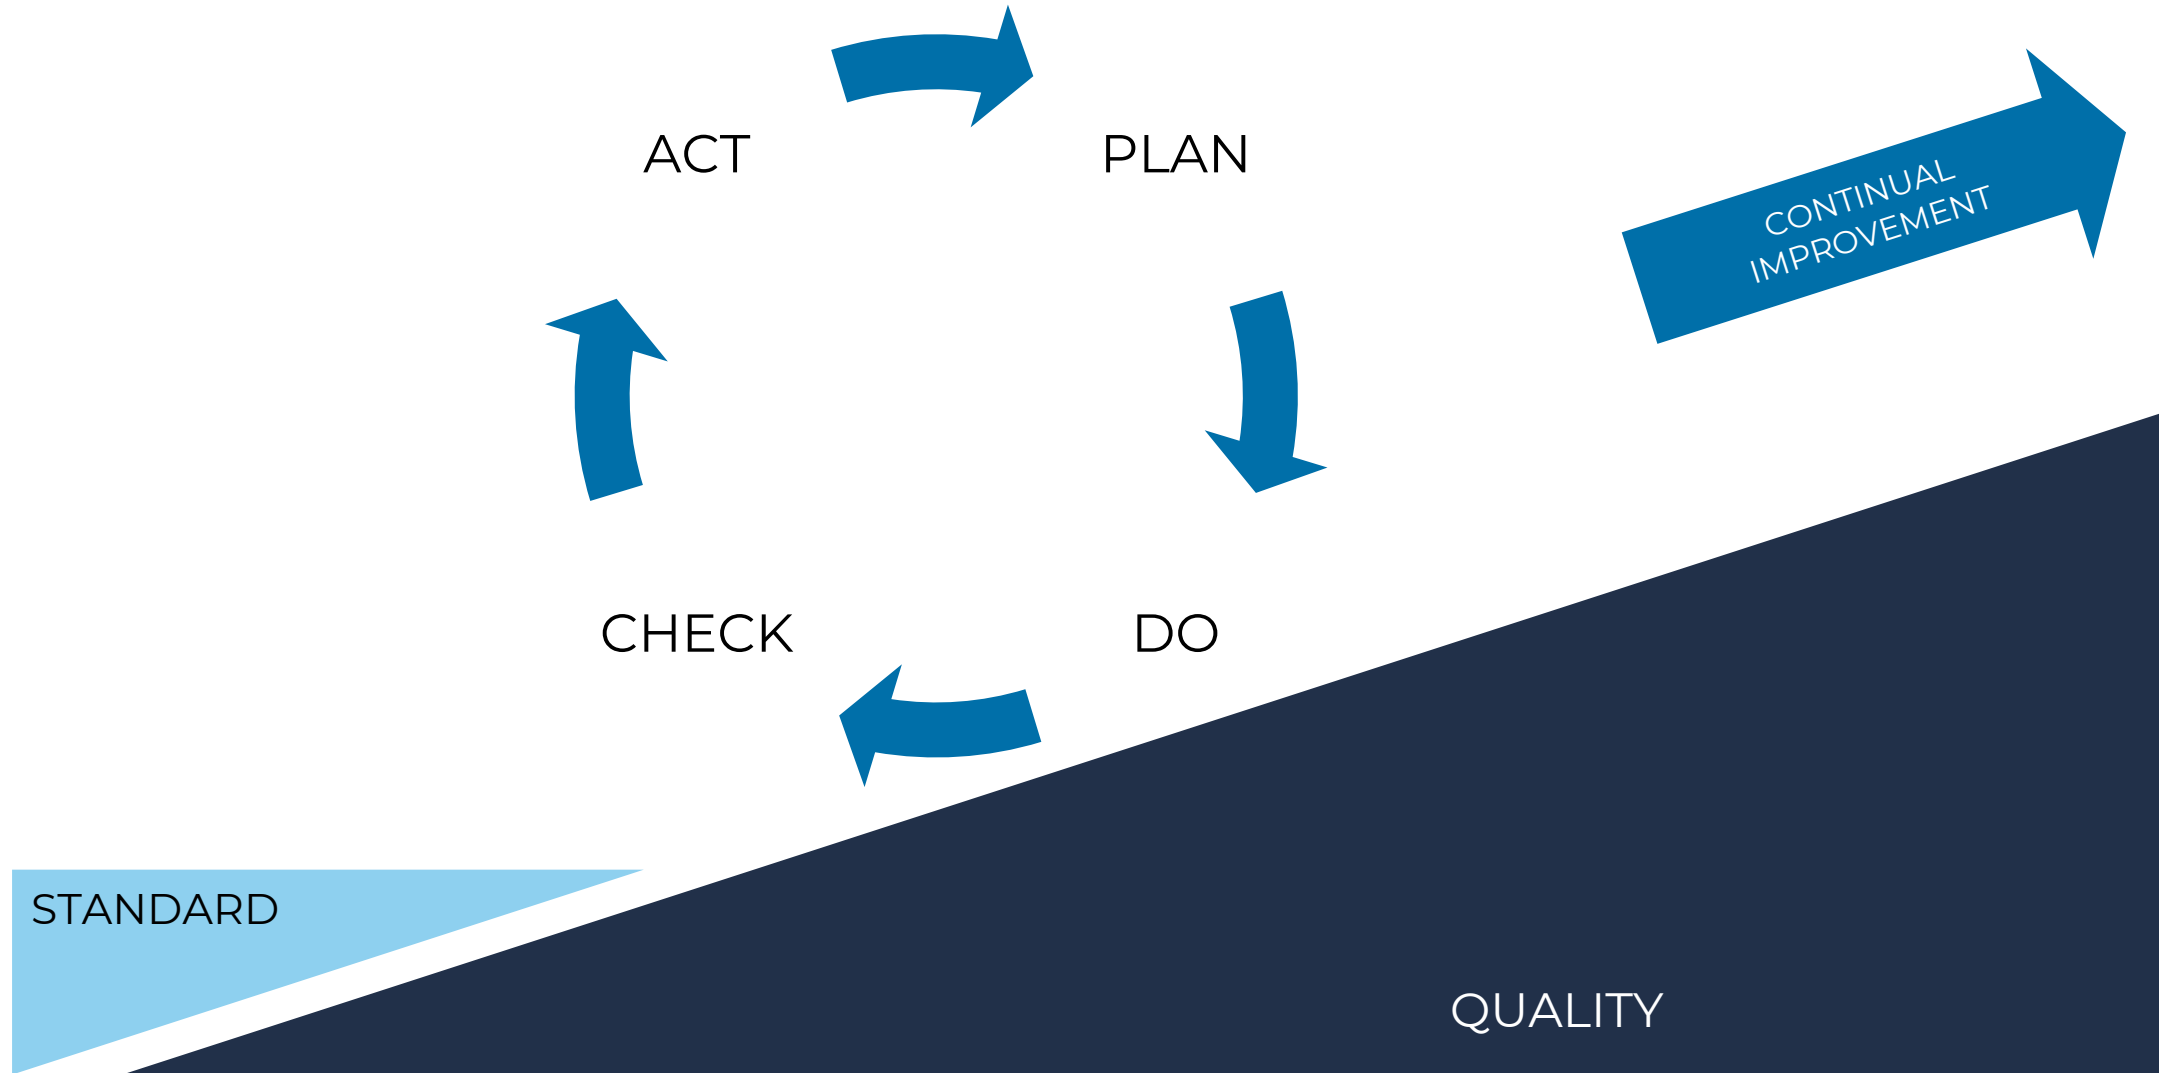 ACT
PLAN
CONTINUAL
IMPROVEMENT
CHECK
DO
STANDARD
QUALITY